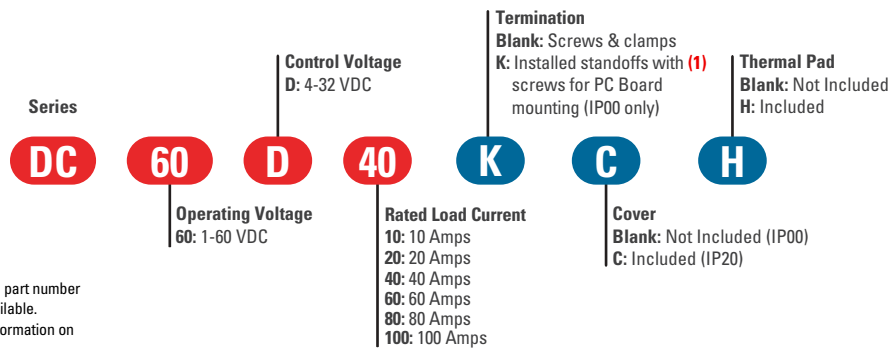 Termination
Blank: Screws & clamps
K: Installed standoffs with (1)
screws for PC Board
mounting (IP00 only)
Control Voltage
D: 4-32 VDC
Thermal Pad
Blank: Not Included
H: Included
Series
DC 60 D 40 K C H
Operating Voltage
60: 1-60 VDC
Rated Load Current
10: 10 Amps
20: 20 Amps
40: 40 Amps
60: 60 Amps
80: 80 Amps
100: 100 Amps
Cover
Blank: Not Included (IP00)
C: Included (IP20)
part number
ilable.
ormation on